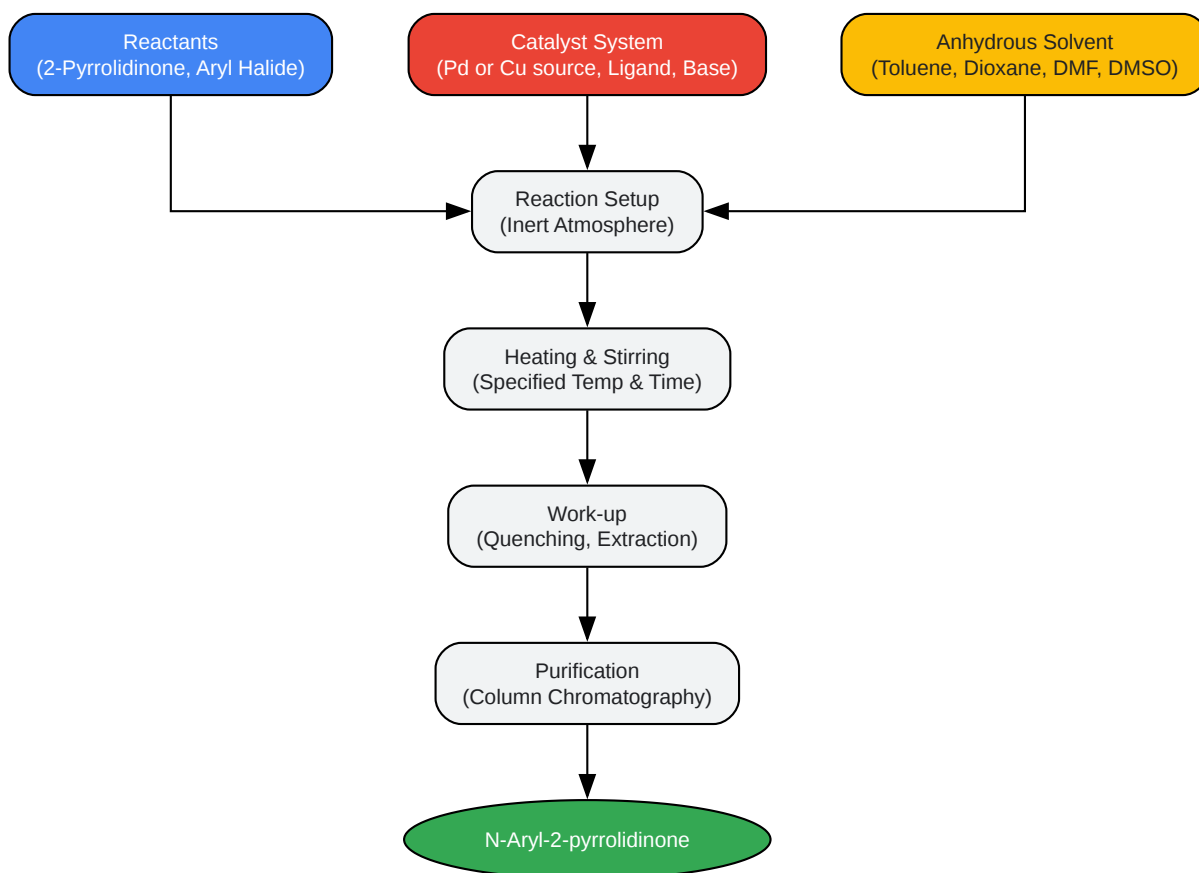 Reactants
(2-Pyrrolidinone, Aryl Halide)
Catalyst System
(Pd or Cu source, Ligand, Base)
Anhydrous Solvent
(Toluene, Dioxane, DMF, DMSO)
Reaction Setup
(Inert Atmosphere)
Heating & Stirring
(Specified Temp & Time)
Work-up
(Quenching, Extraction)
Purification
(Column Chromatography)
N-Aryl-2-pyrrolidinone